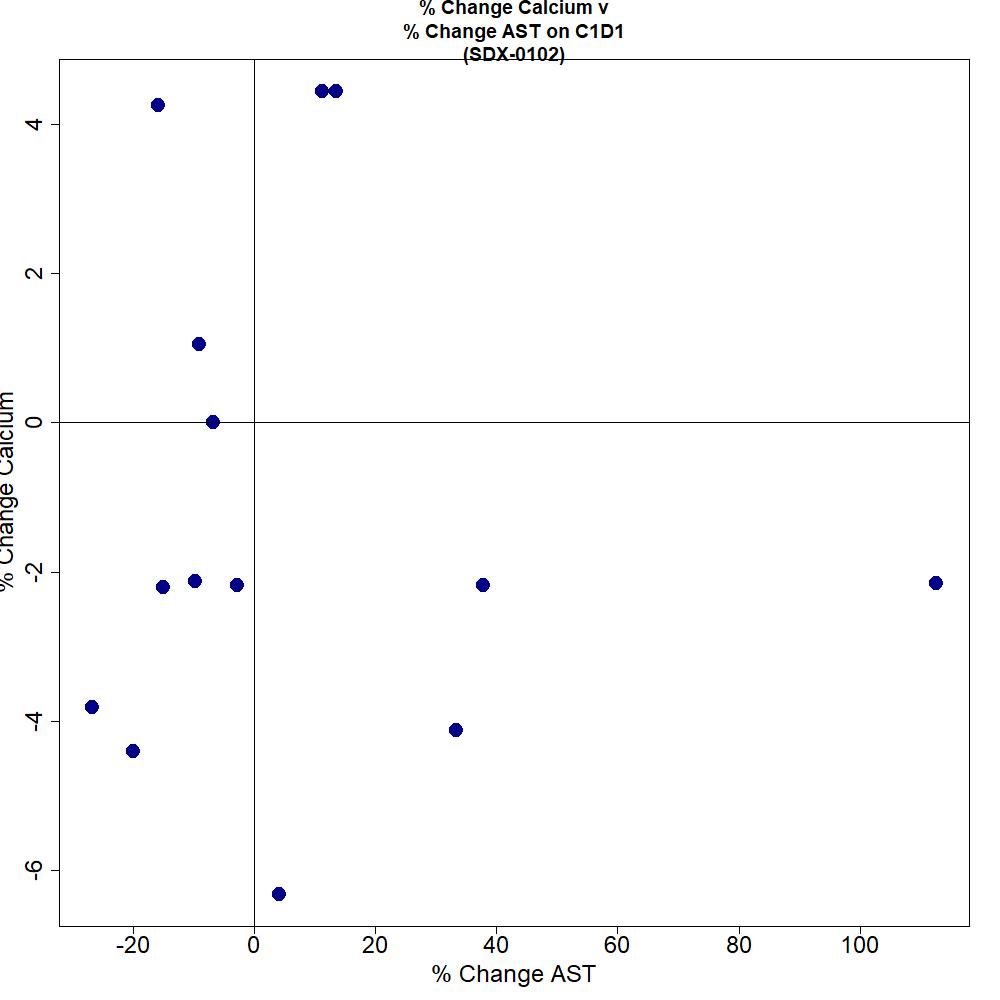 % Change Calcium v
% Change AST on C1D1
(SDX-0102)
% Change Calcium
4
2
0
-2
-4
-6
-20 0 20 40 60 80 100
% Change AST